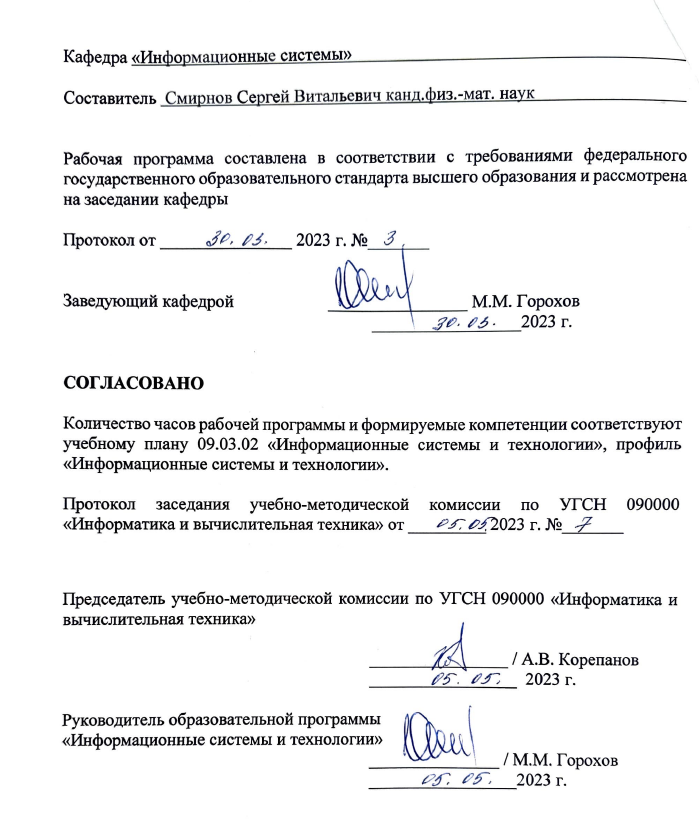 Кафедра «Информационные системы»
Составитель Смирнов Сергей Витальевич канд.физ.-мат. наук
Рабочая программа составлена в соответствии с требованиями федерального
государственного образовательного стандарта высшего образования и рассмотрена
на заседании кафедры
Протокол от 30.03. 2023 г. № 3
Заведующий кафедрой М.М. Горохов
30.03. 2023 г.
СОГЛАСОВАНО
Количество часов рабочей программы и формируемые компетенции соответствуют
учебному плану 09.03.02 «Информационные системы и технологии», профиль
«Информационные системы и технологии».
Протокол заседания учебно-методической комиссии по УГСН 090000
«Информатика и вычислительная техника» от 05.05. 2023 г. № 7
Председатель учебно-методической комиссии по УГСН 090000 «Информатика и
вычислительная техника»
/ А.В. Корепанов
05.05. 2023 г.
Руководитель образовательной программы
«Информационные системы и технологии»
/ М.М. Горохов
05.05. 2023 г.